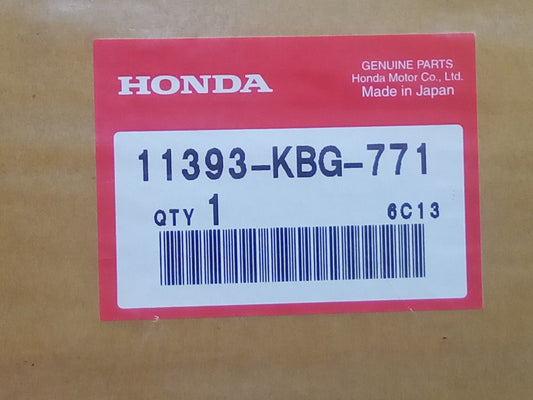 HONDA
GENUINE PARTS
Honda Motor Co., Ltd.
Made in Japan
11393-KBG-771
QTY 1
6C13